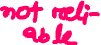 not reli-
able